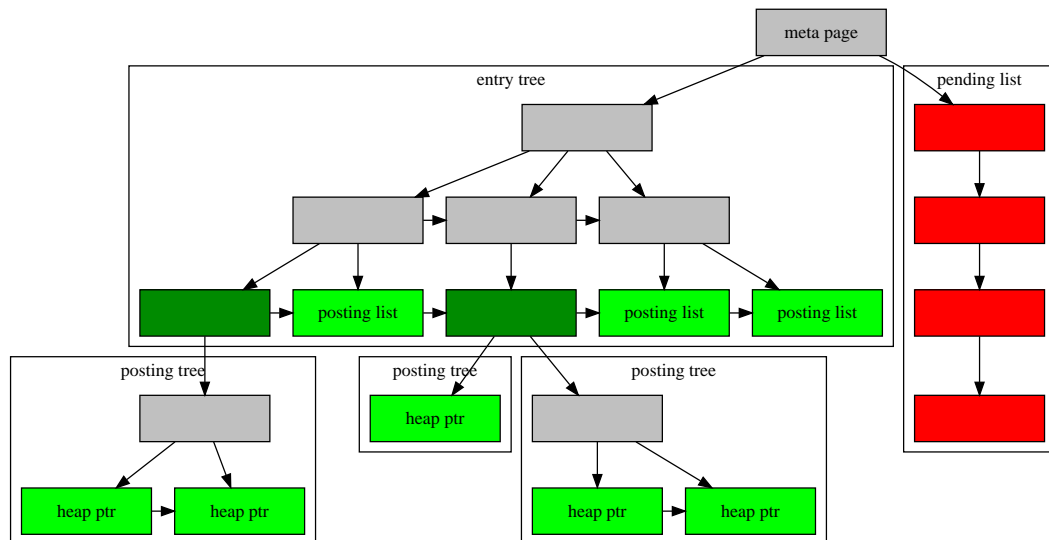 meta page
entry tree
pending list
posting list
posting list
posting list
posting tree
posting tree
posting tree
heap ptr
heap ptr
heap ptr
heap ptr
heap ptr